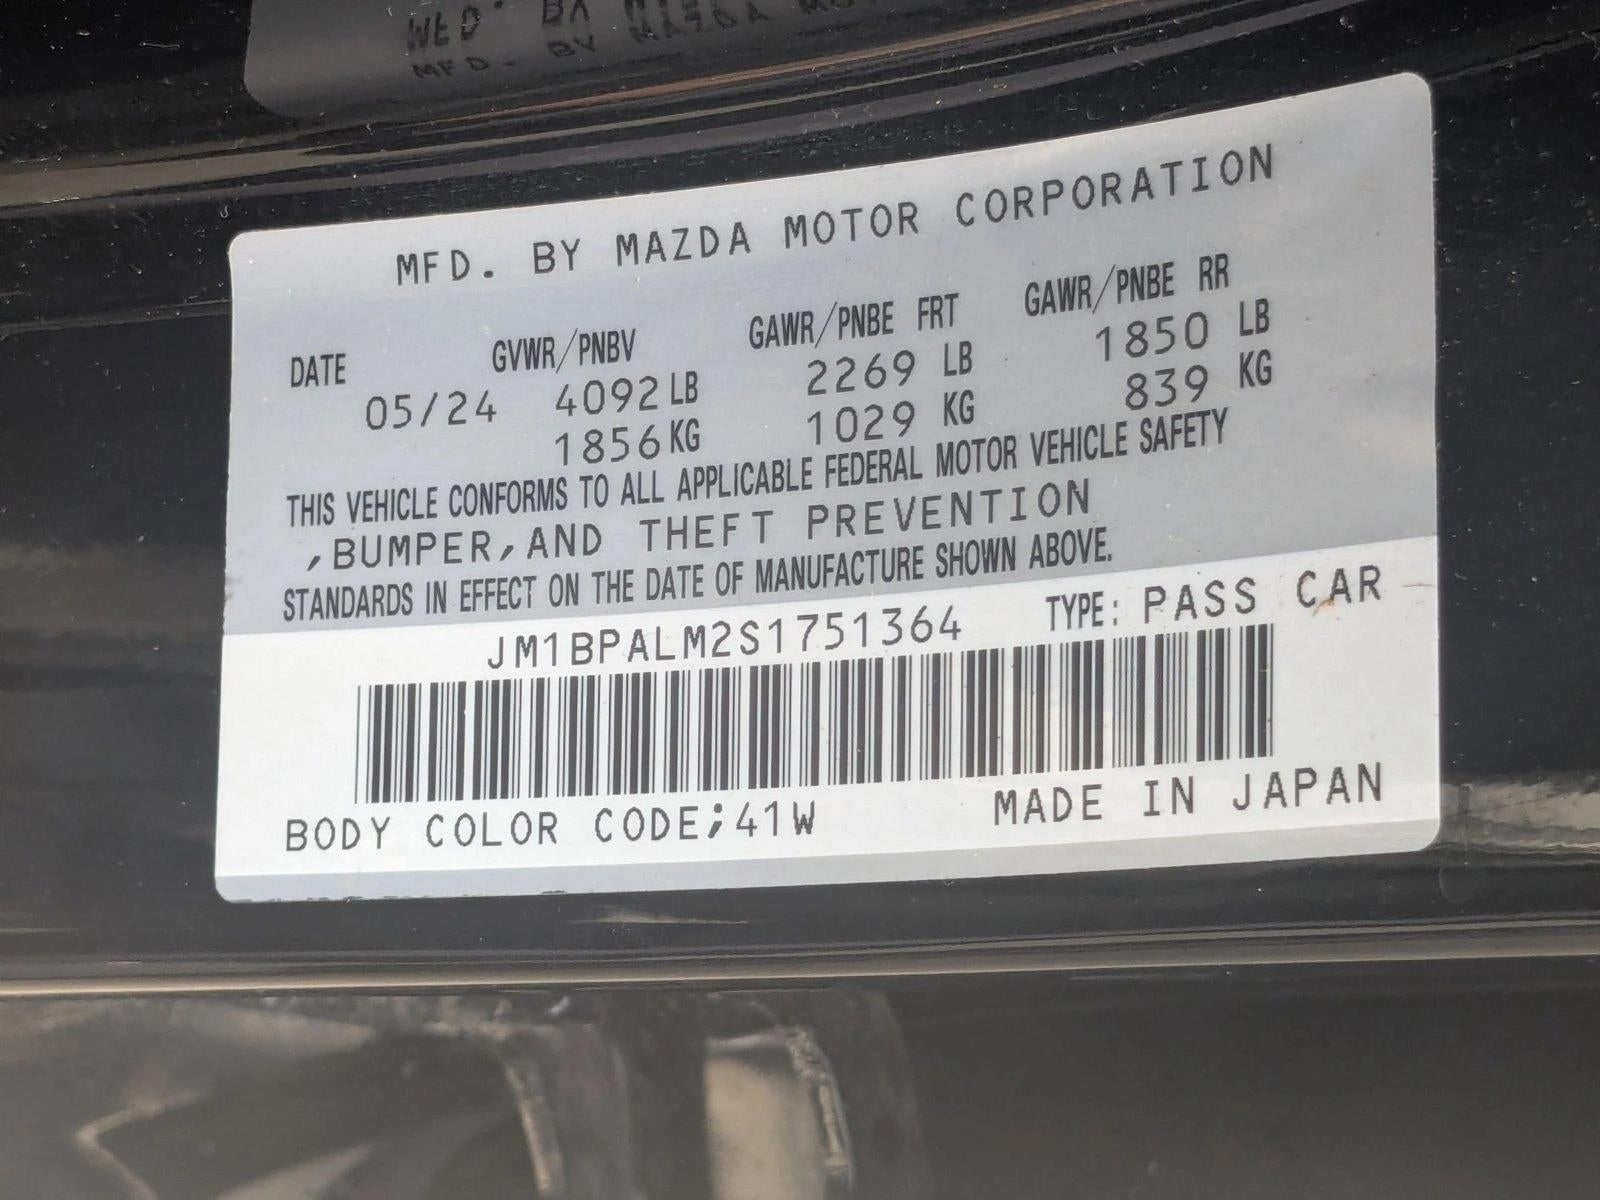 MFD. BY MAZDA MOTOR CORPORATION
DATE GVWR/PNBV GAWR/PNBE FRT GAWR/PNBE RR
05/24 4092 LB 2269 LB 1850 LB
1856 KG 1029 KG 839 KG
THIS VEHICLE CONFORMS TO ALL APPLICABLE FEDERAL MOTOR VEHICLE SAFETY
,BUMPER,AND THEFT PREVENTION
STANDARDS IN EFFECT ON THE DATE OF MANUFACTURE SHOWN ABOVE.
JM1BPALM2S1751364 TYPE: PASS CAR
BODY COLOR CODE;41W MADE IN JAPAN